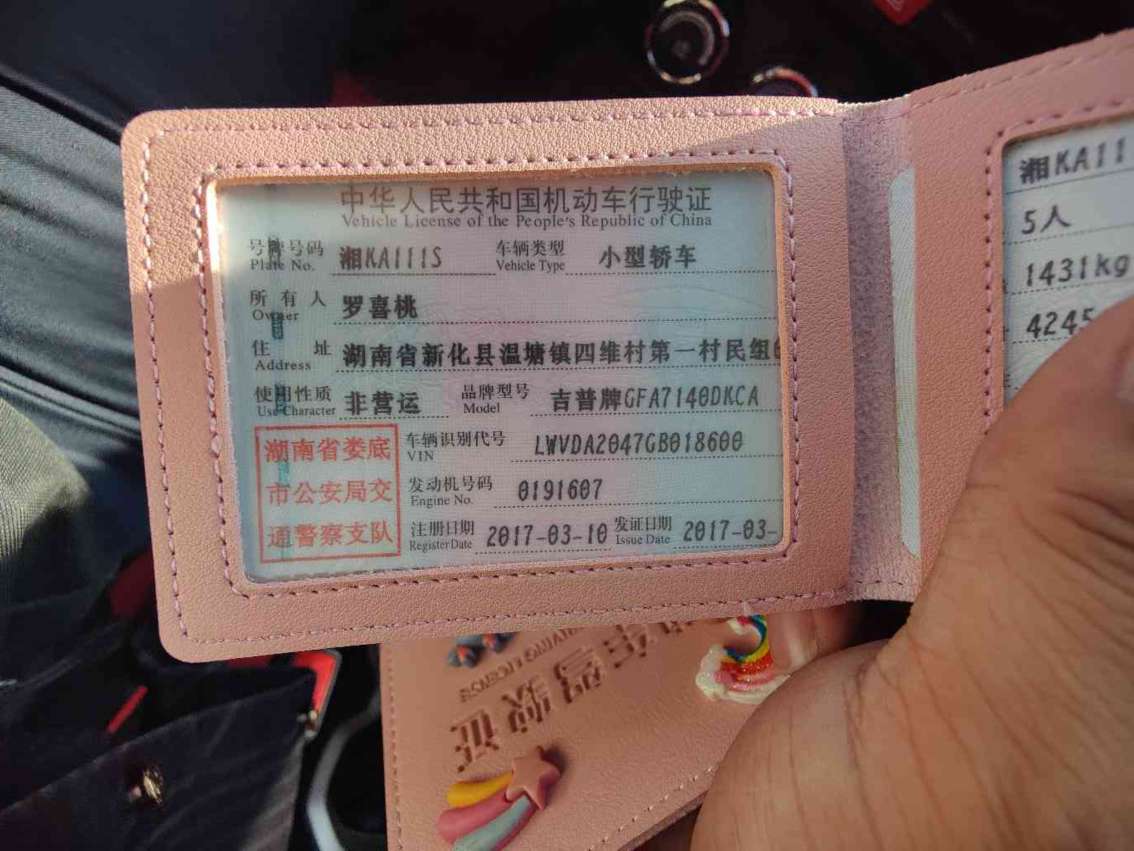 中华人民共和国机动车行驶证
Vehicle License of the People's Republic of China
号牌号码 湘KA111S 车辆类型 小型轿车
Plate No. Vehicle Type
所有人 罗喜桃
Owner
住址 湖南省新化县温塘镇四维村第一村民组
Address
使用性质 非营运 品牌型号 吉普牌GFA7140DKCA
Use Character Model
车辆识别代号 LWVDA2047GB018600
VIN
发动机号码 0191607
Engine No.
注册日期 2017-03-10 发证日期 2017-03-
Register Date Issue Date
湖南省娄底
市公安局交
通警察支队
湘KA11
5人
1431kg
4245
DRIVING LICENSE
驾驶证